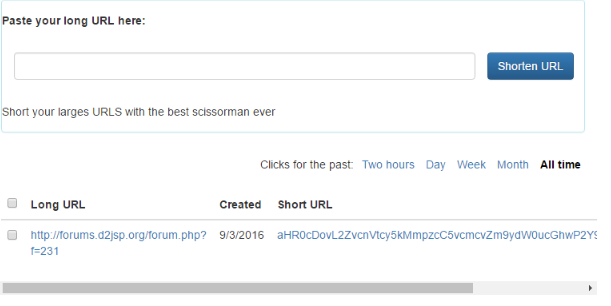 Paste your long URL here:
Shorten URL
Short your larges URLS with the best scissorman ever
Clicks for the past: Two hours Day Week Month All time
Long URL Created Short URL
http://forums.d2jsp.org/forum.php? 9/3/2016 aHR0cDovL2ZvcnVtcy5kMmpzcC5vcmcvZm9ydW0ucGhwP2Y9
f=231